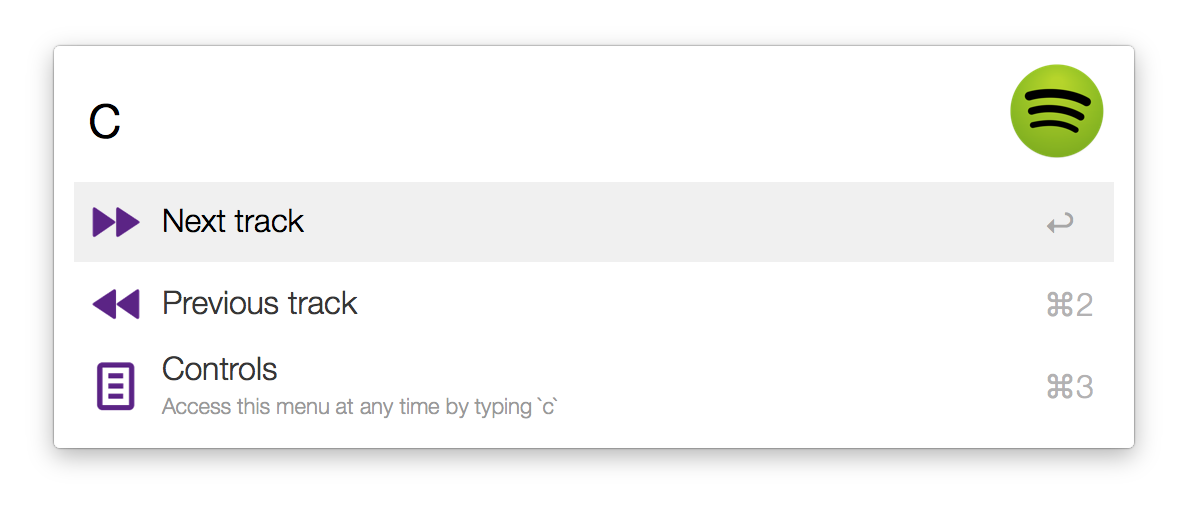 C
Next track ↩
Previous track ⌘2
Controls
Access this menu at any time by typing `c` ⌘3